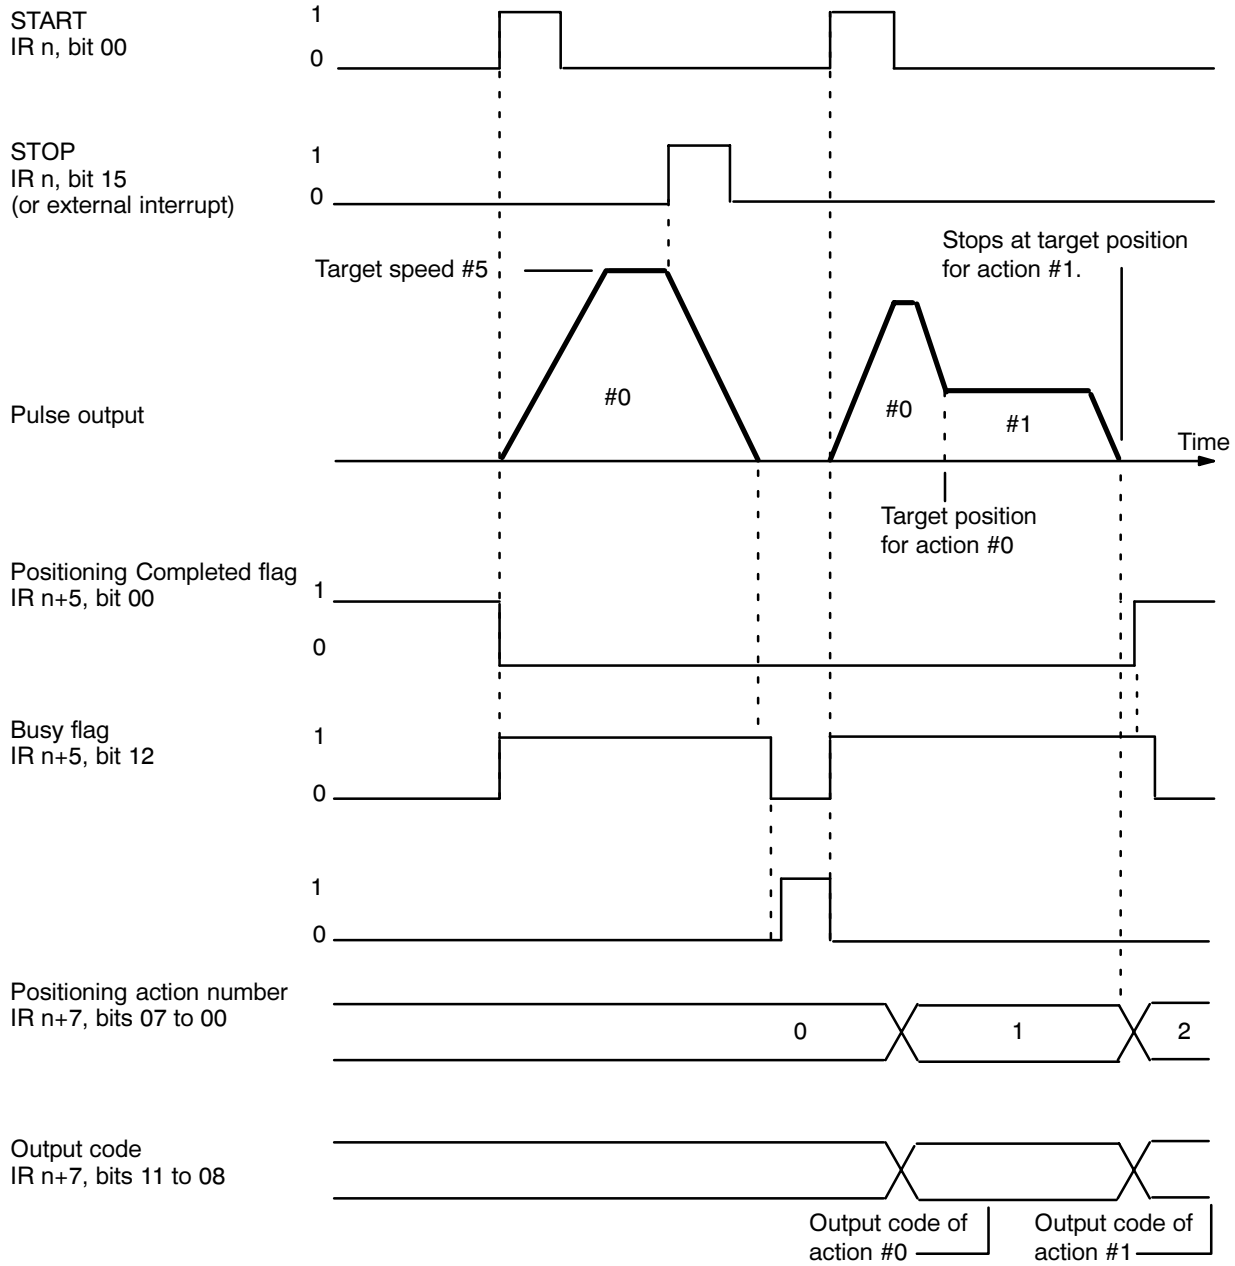 START
IR n, bit 00
1
0
STOP
IR n, bit 15
(or external interrupt)
1
0
Stops at target position
for action #1.
Target speed #5
#0
#0
#1
Pulse output
Time
Target position
for action #0
Positioning Completed flag
IR n+5, bit 00
1
0
Busy flag
IR n+5, bit 12
1
0
1
0
Positioning action number
IR n+7, bits 07 to 00
0
1
2
Output code
IR n+7, bits 11 to 08
Output code of
action #0
Output code of
action #1